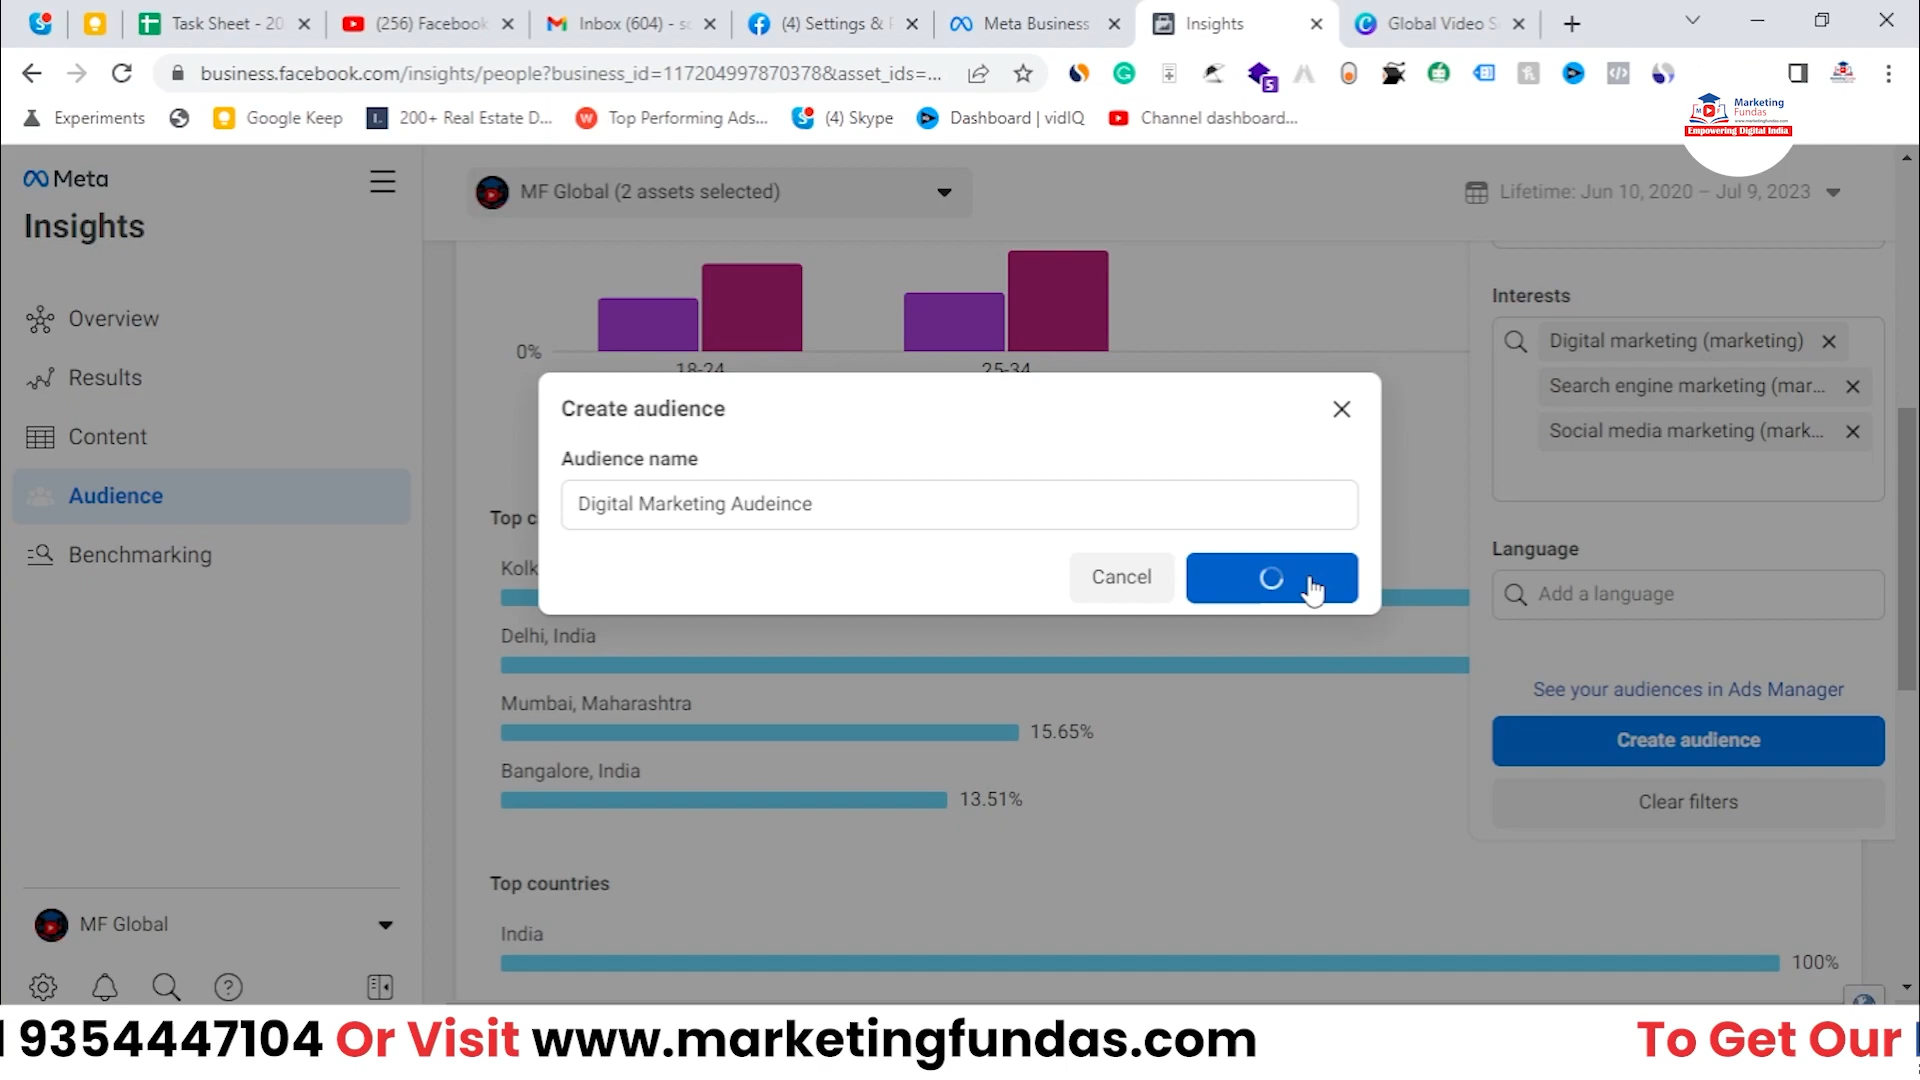 Task Sheet - 20
(256) Facebook
Inbox (604) - sc
(4) Settings & P
Meta Business
Insights
Global Video S
business.facebook.com/insights/people?business_id=117204997870378&asset_ids=...
Experiments
Google Keep
200+ Real Estate D...
Top Performing Ads...
(4) Skype
Dashboard | vidIQ
Channel dashboard...
Marketing
Fundas
www.marketingfundas.com
Empowering Digital India
Meta
Insights
MF Global (2 assets selected)
Lifetime: Jun 10, 2020 – Jul 9, 2023
Overview
Results
Content
Audience
Benchmarking
0%
18-24
25-34
Create audience
Audience name
Digital Marketing Audeince
Cancel
Top c
Kolk
Delhi, India
Mumbai, Maharashtra
15.65%
Bangalore, India
13.51%
Top countries
India
100%
Interests
Digital marketing (marketing)
Search engine marketing (mar...
Social media marketing (mark...
Language
Add a language
See your audiences in Ads Manager
Create audience
Clear filters
MF Global
9354447104 Or Visit www.marketingfundas.com
To Get Our